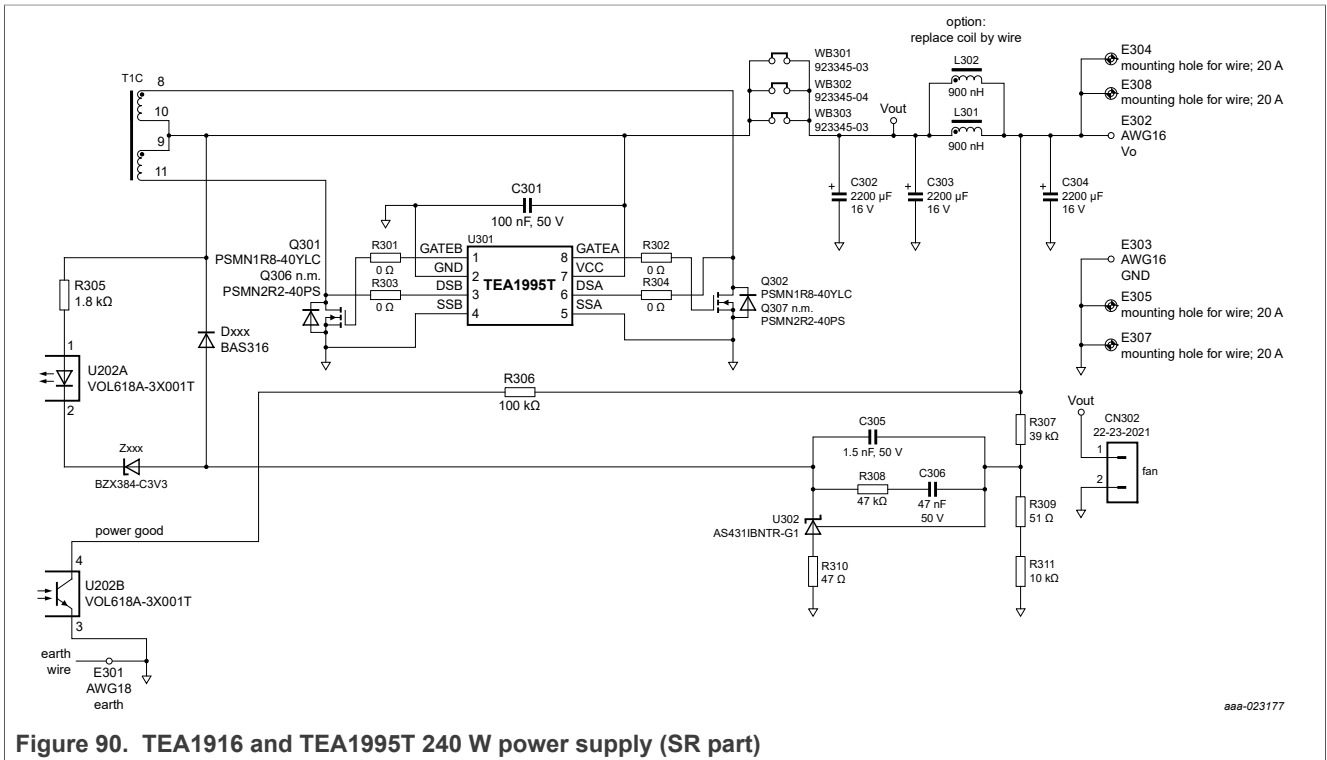 option:
replace coil by wire
WB301
923345-03
WB302
923345-04
WB303
923345-03
L302
900 nH
L301
900 nH
Vout
E304
mounting hole for wire; 20 A
E308
mounting hole for wire; 20 A
E302
AWG16
Vo
T1C
8
10
9
11
C302
2200 µF
16 V
C303
2200 µF
16 V
C304
2200 µF
16 V
C301
100 nF, 50 V
Q301
PSMN1R8-40YLC
Q306 n.m.
PSMN2R2-40PS
R301
0 Ω
R303
0 Ω
U301
GATEB
GND
DSB
SSB
1
2
3
4
TEA1995T
8
7
6
5
GATEA
VCC
DSA
SSA
R302
0 Ω
R304
0 Ω
Q302
PSMN1R8-40YLC
Q307 n.m.
PSMN2R2-40PS
E303
AWG16
GND
E305
mounting hole for wire; 20 A
E307
mounting hole for wire; 20 A
R305
1.8 kΩ
Dxxx
BAS316
1
U202A
VOL618A-3X001T
2
R306
100 kΩ
Zxxx
BZX384-C3V3
C305
1.5 nF, 50 V
R308
47 kΩ
C306
47 nF
50 V
U302
AS431IBNTR-G1
R310
47 Ω
R307
39 kΩ
R309
51 Ω
R311
10 kΩ
Vout
CN302
22-23-2021
1
2
fan
power good
4
U202B
VOL618A-3X001T
3
earth
wire
E301
AWG18
earth
aaa-023177
Figure 90. TEA1916 and TEA1995T 240 W power supply (SR part)